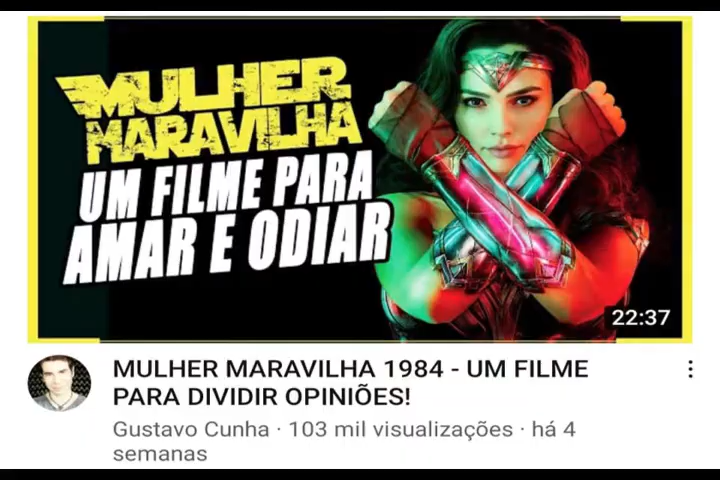 MULHER
MARAVILHA
UM FILME PARA
AMAR E ODIAR
22:37
MULHER MARAVILHA 1984 - UM FILME
PARA DIVIDIR OPINIÕES!
Gustavo Cunha · 103 mil visualizações · há 4
semanas